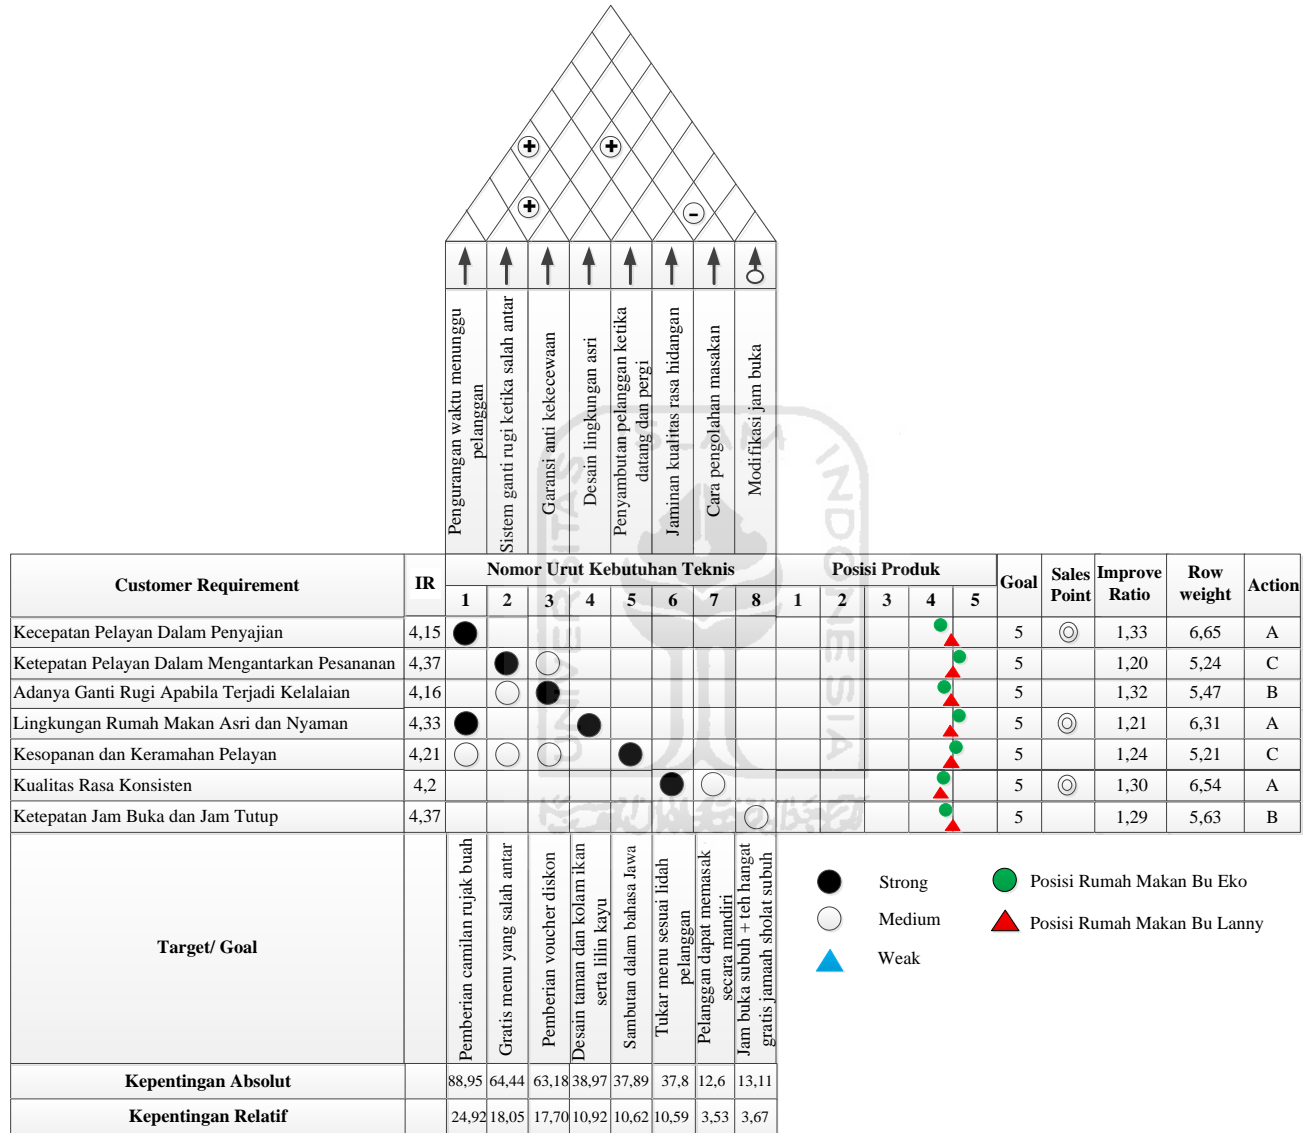 +
+
+
-
Pengurangan waktu menunggu
pelanggan
Sistem ganti rugi ketika salah antar
Garansi anti kekecewaan
Desain lingkungan asri
Penyambutan pelanggan ketika
datang dan pergi
Jaminan kualitas rasa hidangan
Cara pengolahan masakan
Modifikasi jam buka
UNIVERSITAS ISLAM INDONESIA
Customer Requirement IR Nomor Urut Kebutuhan Teknis Posisi Produk Goal Sales Point Improve Ratio Row weight Action
1 2 3 4 5 6 7 8 1 2 3 4 5
Kecepatan Pelayan Dalam Penyajian 4,15 5 1,33 6,65 A
Ketepatan Pelayan Dalam Mengantarkan Pesananan 4,37 5 1,20 5,24 C
Adanya Ganti Rugi Apabila Terjadi Kelalaian 4,16 5 1,32 5,47 B
Lingkungan Rumah Makan Asri dan Nyaman 4,33 5 1,21 6,31 A
Kesopanan dan Keramahan Pelayan 4,21 5 1,24 5,21 C
Kualitas Rasa Konsisten 4,2 5 1,30 6,54 A
Ketepatan Jam Buka dan Jam Tutup 4,37 5 1,29 5,63 B
Target/ Goal
Pemberian camilan rujak buah
Gratis menu yang salah antar
Pemberian voucher diskon
Desain taman dan kolam ikan
serta lilin kayu
Sambutan dalam bahasa Jawa
Tukar menu sesuai lidah
pelanggan
Pelanggan dapat memasak
secara mandiri
Jam buka subuh + teh hangat
gratis jamaah sholat subuh
Strong
Medium
Weak
Posisi Rumah Makan Bu Eko
Posisi Rumah Makan Bu Lanny
Kepentingan Absolut 88,95 64,44 63,18 38,97 37,89 37,8 12,6 13,11
Kepentingan Relatif 24,92 18,05 17,70 10,92 10,62 10,59 3,53 3,67